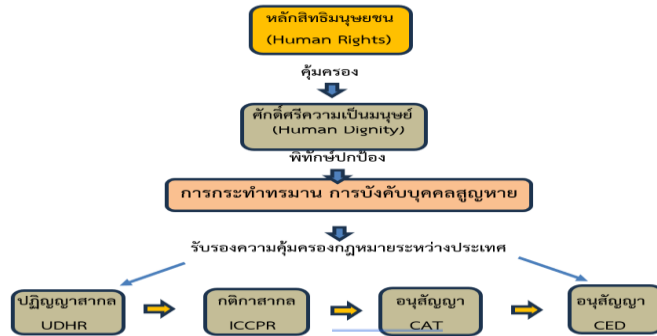 หลักสิทธิมนุษยชน
(Human Rights)
คุ้มครอง
ศักดิ์ศรีความเป็นมนุษย์
(Human Dignity)
พิทักษ์ปกป้อง
การกระทำทรมาน การบังคับบุคคลสูญหาย
รับรองความคุ้มครองกฎหมายระหว่างประเทศ
ปฏิญญาสากล
UDHR
กติกาสากล
ICCPR
อนุสัญญา
CAT
อนุสัญญา
CED